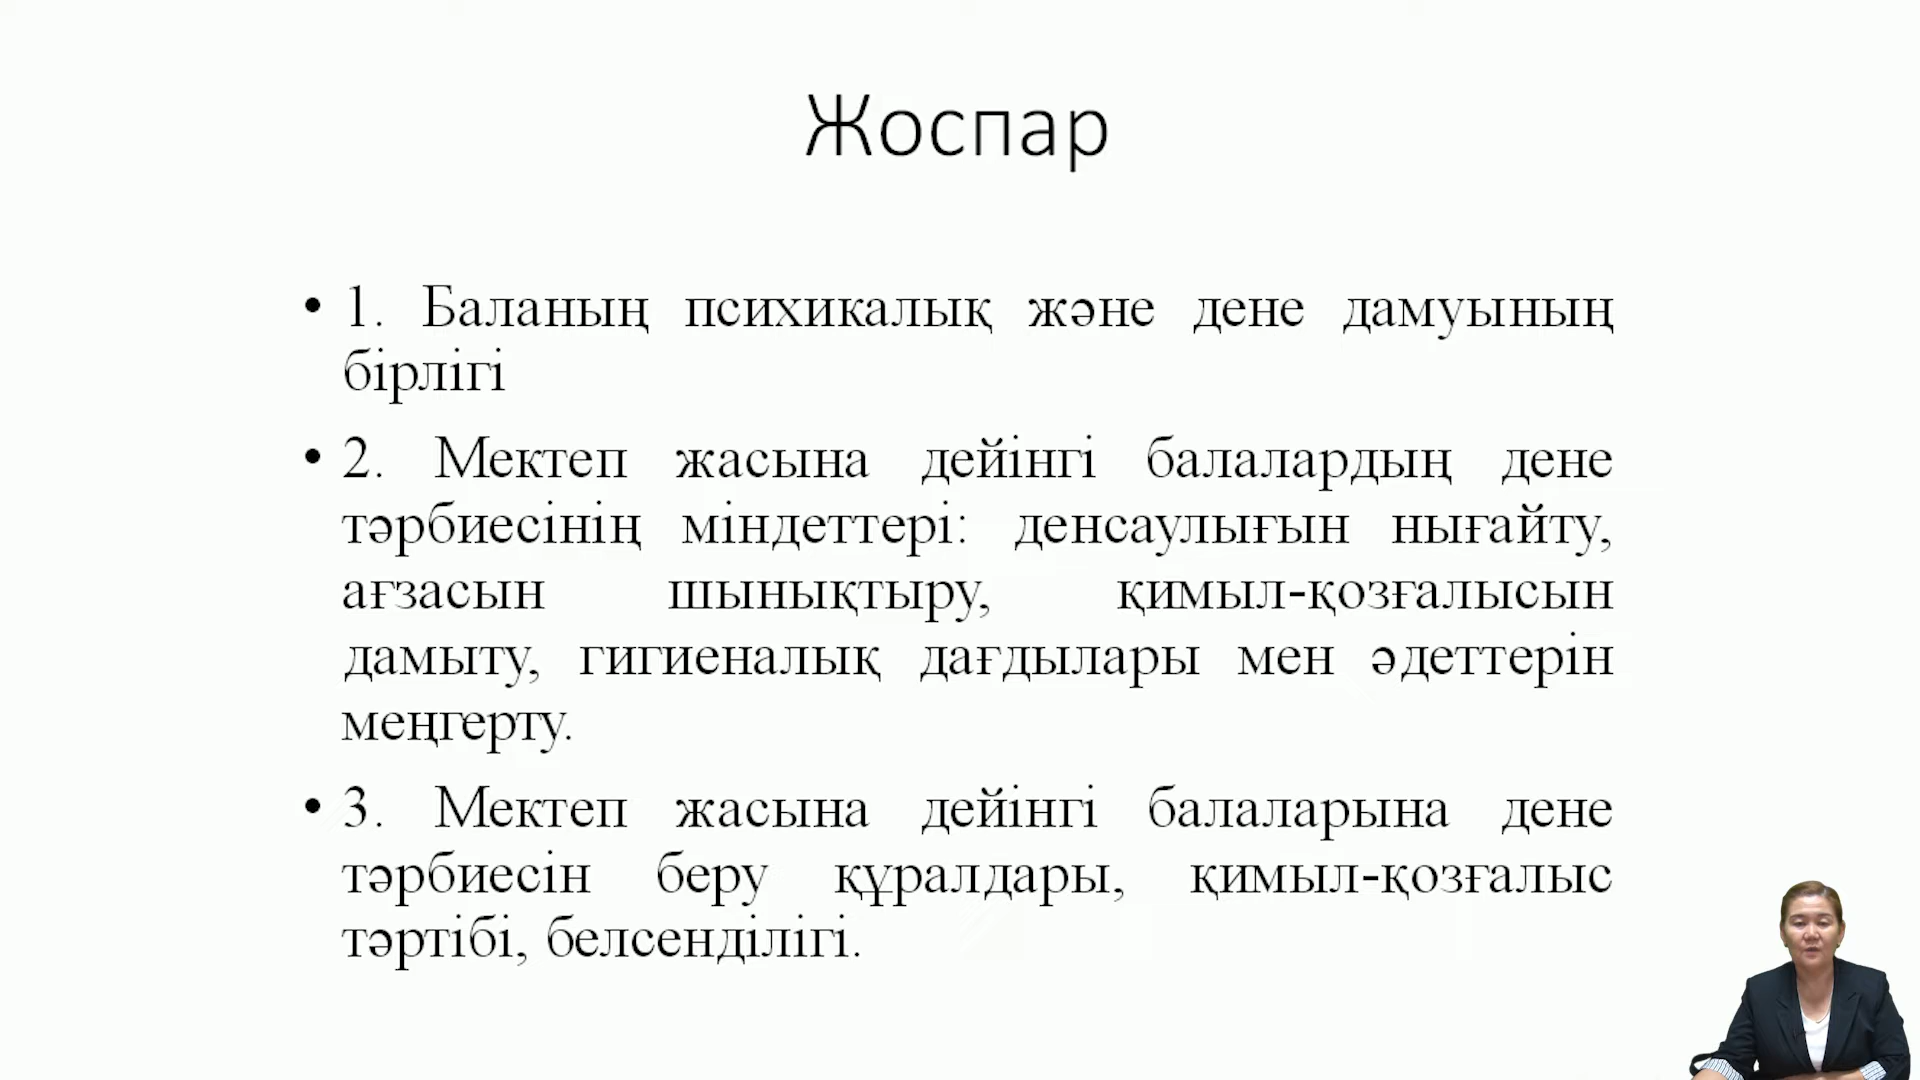 Жоспар
• 1. Баланың психикалық және дене дамуының
бірлігі
• 2. Мектеп жасына дейінгі балалардың дене
тәрбиесінің міндеттері: денсаулығын нығайту,
ағзасын шынықтыру, қимыл-қозғалысын
дамыту, гигиеналық дағдылары мен әдеттерін
меңгерту.
• 3. Мектеп жасына дейінгі балаларына дене
тәрбиесін беру құралдары, қимыл-қозғалыс
тәртібі, белсенділігі.